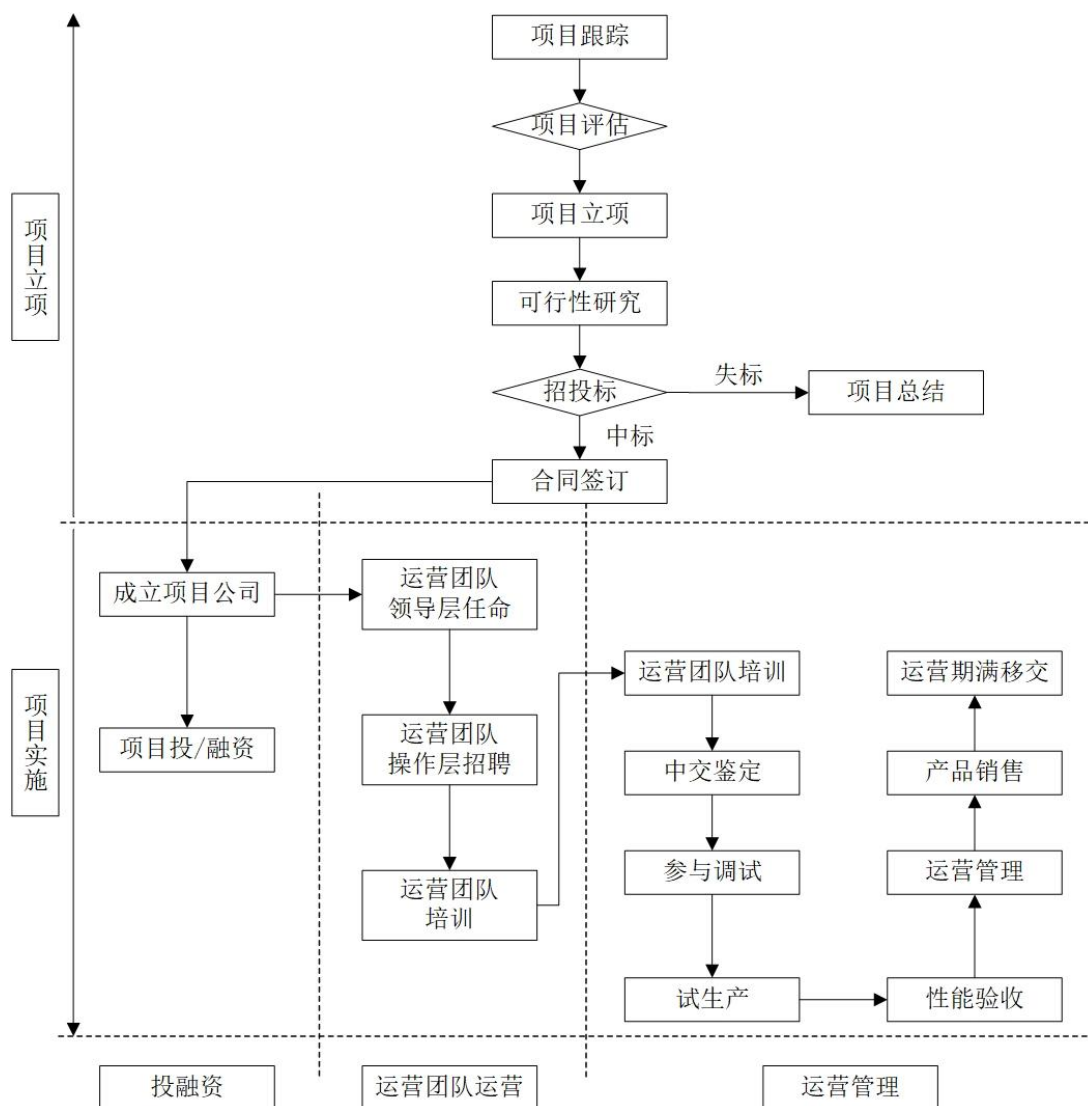 项目跟踪
项目评估
项目立项
项目立项
可行性研究
招投标
失标
项目总结
中标
合同签订
项目实施
成立项目公司
项目投/融资
运营团队
领导层任命
运营团队
操作层招聘
运营团队
培训
运营团队培训
中交鉴定
参与调试
试生产
性能验收
运营管理
产品销售
运营期满移交
投融资
运营团队运营
运营管理